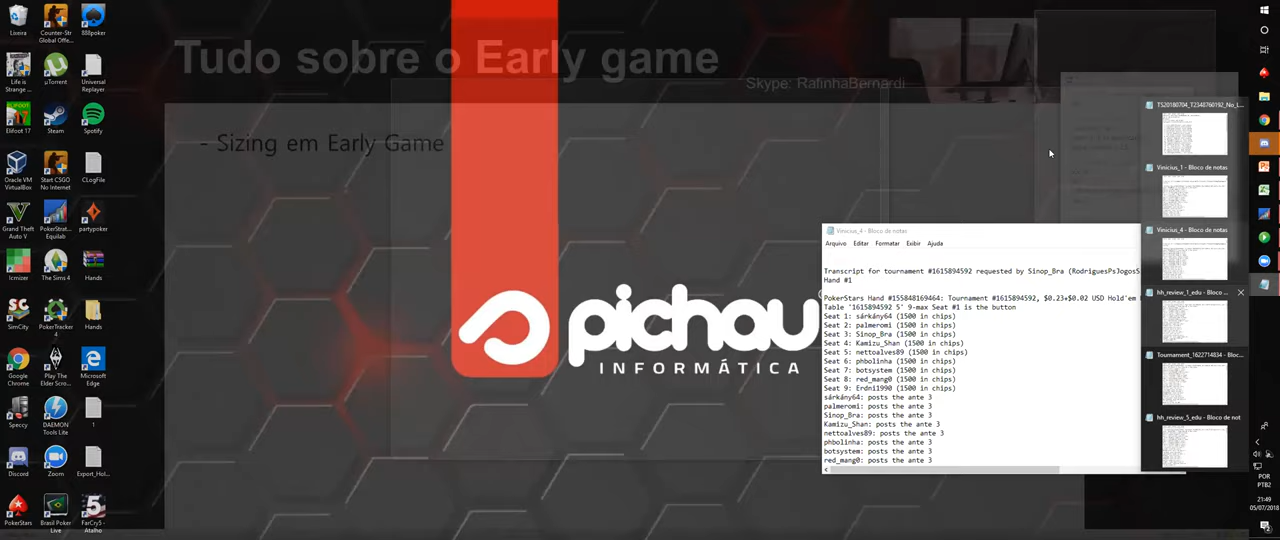 Tudo sobre o Early game
Skype: RafinhaBernardi
- Sizing em Early Game
pichau
INFORMÁTICA
Lixeira
Counter-Str
Global Offe...
888poker
Life is
Strange ...
µTorrent
Universal
Replayer
Elifoot 17
Steam
Spotify
Oracle VM
VirtualBox
Start CSGO
No Internet
CLogFile
Grand Theft
Auto V
PokerStrat...
Equilab
partypoker
Icmizer
The Sims 4
Hands
SimCity
PokerTracker
4
Hands
Google
Chrome
Play The
Elder Scro...
Microsoft
Edge
Speccy
DAEMON
Tools Lite
1
Discord
Zoom
Export_Hol...
PokerStars
Brasil Poker
Live
FarCry5 -
Atalho
Vinicius_4 - Bloco de notas
Arquivo Editar Formatar Exibir Ajuda
Transcript for tournament #1615894592 requested by Sinop_Bra (RodriguesPsJogosS
Hand #1
PokerStars Hand #155848169464: Tournament #1615894592, $0.23+$0.02 USD Hold'em
Table '1615894592 5' 9-max Seat #1 is the button
Seat 1: sárkány64 (1500 in chips)
Seat 2: palmeromi (1500 in chips)
Seat 3: Sinop_Bra (1500 in chips)
Seat 4: Kamizu_Shan (1500 in chips)
Seat 5: nettoalves89 (1500 in chips)
Seat 6: phbolinha (1500 in chips)
Seat 7: botsystem (1500 in chips)
Seat 8: red_mang0 (1500 in chips)
Seat 9: Erdni1990 (1500 in chips)
sárkány64: posts the ante 3
palmeromi: posts the ante 3
Sinop_Bra: posts the ante 3
Kamizu_Shan: posts the ante 3
nettoalves89: posts the ante 3
phbolinha: posts the ante 3
botsystem: posts the ante 3
red_mang0: posts the ante 3
TS20180704_T2348760192_No_L...
Vinicius_1 - Bloco de notas
Vinicius_4 - Bloco de notas
hh_review_1_edu - Bloco ...
Tournament_1622714834 - Bloc...
hh_review_5_edu - Bloco de not
POR
PTB2
21:49
05/07/2018